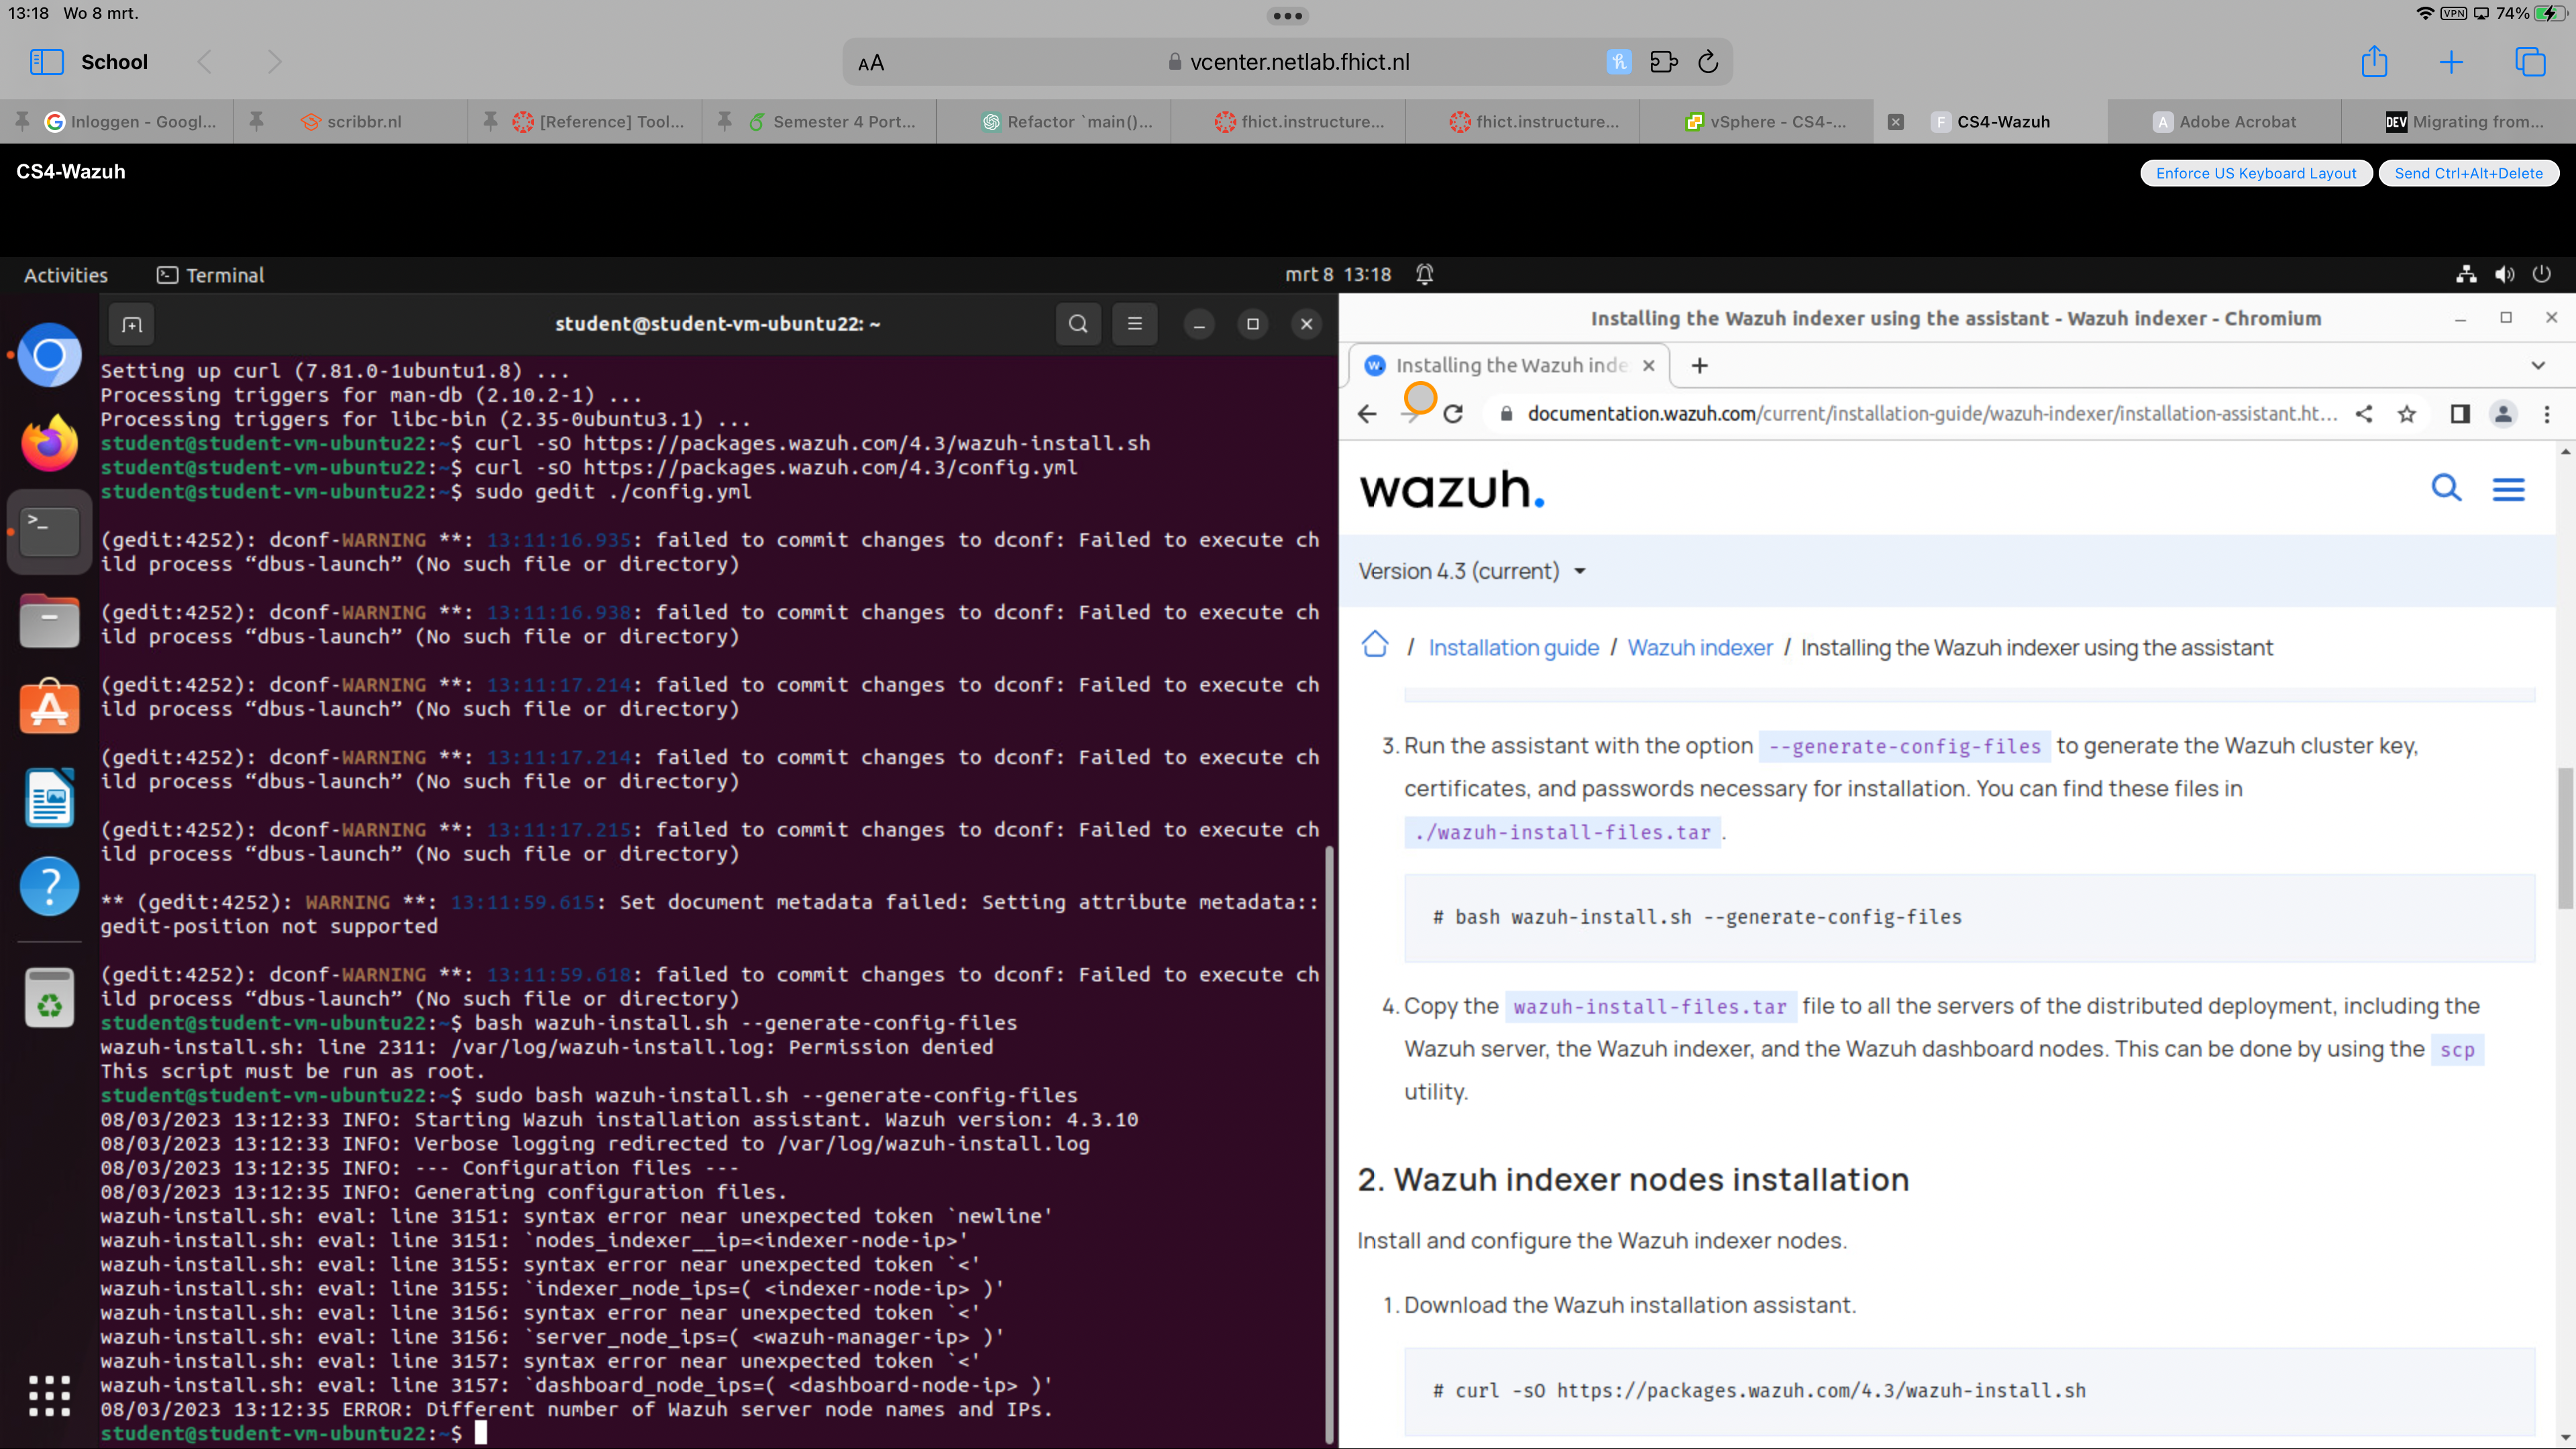 13:18 Wo 8 mrt.
VPN 74%
School
AA
vcenter.netlab.fhict.nl
Inloggen - Googl...
scribbr.nl
[Reference] Tool...
Semester 4 Port...
Refactor `main()...
fhict.instructure...
fhict.instructure...
vSphere - CS4-...
F CS4-Wazuh
A Adobe Acrobat
DEV Migrating from...
CS4-Wazuh
Enforce US Keyboard Layout
Send Ctrl+Alt+Delete
Activities
Terminal
mrt 8 13:18
student@student-vm-ubuntu22: ~
Setting up curl (7.81.0-1ubuntu1.8) ...
Processing triggers for man-db (2.10.2-1) ...
Processing triggers for libc-bin (2.35-0ubuntu3.1) ...
student@student-vm-ubuntu22:~$ curl -sO https://packages.wazuh.com/4.3/wazuh-install.sh
student@student-vm-ubuntu22:~$ curl -sO https://packages.wazuh.com/4.3/config.yml
student@student-vm-ubuntu22:~$ sudo gedit ./config.yml
(gedit:4252): dconf-WARNING **: 13:11:16.935: failed to commit changes to dconf: Failed to execute ch
ild process “dbus-launch” (No such file or directory)
(gedit:4252): dconf-WARNING **: 13:11:16.938: failed to commit changes to dconf: Failed to execute ch
ild process “dbus-launch” (No such file or directory)
(gedit:4252): dconf-WARNING **: 13:11:17.214: failed to commit changes to dconf: Failed to execute ch
ild process “dbus-launch” (No such file or directory)
(gedit:4252): dconf-WARNING **: 13:11:17.214: failed to commit changes to dconf: Failed to execute ch
ild process “dbus-launch” (No such file or directory)
(gedit:4252): dconf-WARNING **: 13:11:17.215: failed to commit changes to dconf: Failed to execute ch
ild process “dbus-launch” (No such file or directory)
** (gedit:4252): WARNING **: 13:11:59.615: Set document metadata failed: Setting attribute metadata::
gedit-position not supported
(gedit:4252): dconf-WARNING **: 13:11:59.618: failed to commit changes to dconf: Failed to execute ch
ild process “dbus-launch” (No such file or directory)
student@student-vm-ubuntu22:~$ bash wazuh-install.sh --generate-config-files
wazuh-install.sh: line 2311: /var/log/wazuh-install.log: Permission denied
This script must be run as root.
student@student-vm-ubuntu22:~$ sudo bash wazuh-install.sh --generate-config-files
08/03/2023 13:12:33 INFO: Starting Wazuh installation assistant. Wazuh version: 4.3.10
08/03/2023 13:12:33 INFO: Verbose logging redirected to /var/log/wazuh-install.log
08/03/2023 13:12:35 INFO: --- Configuration files ---
08/03/2023 13:12:35 INFO: Generating configuration files.
wazuh-install.sh: eval: line 3151: syntax error near unexpected token `newline'
wazuh-install.sh: eval: line 3151: `nodes_indexer__ip=<indexer-node-ip>'
wazuh-install.sh: eval: line 3155: syntax error near unexpected token `<'
wazuh-install.sh: eval: line 3155: `indexer_node_ips=( <indexer-node-ip> )'
wazuh-install.sh: eval: line 3156: syntax error near unexpected token `<'
wazuh-install.sh: eval: line 3156: `server_node_ips=( <wazuh-manager-ip> )'
wazuh-install.sh: eval: line 3157: syntax error near unexpected token `<'
wazuh-install.sh: eval: line 3157: `dashboard_node_ips=( <dashboard-node-ip> )'
08/03/2023 13:12:35 ERROR: Different number of Wazuh server node names and IPs.
student@student-vm-ubuntu22:~$
Installing the Wazuh indexer using the assistant - Wazuh indexer - Chromium
W. Installing the Wazuh inde
documentation.wazuh.com/current/installation-guide/wazuh-indexer/installation-assistant.ht...
wazuh.
Version 4.3 (current)
/ Installation guide / Wazuh indexer / Installing the Wazuh indexer using the assistant
3. Run the assistant with the option --generate-config-files to generate the Wazuh cluster key,
certificates, and passwords necessary for installation. You can find these files in
./wazuh-install-files.tar .
# bash wazuh-install.sh --generate-config-files
4. Copy the wazuh-install-files.tar file to all the servers of the distributed deployment, including the
Wazuh server, the Wazuh indexer, and the Wazuh dashboard nodes. This can be done by using the scp
utility.
2. Wazuh indexer nodes installation
Install and configure the Wazuh indexer nodes.
1. Download the Wazuh installation assistant.
# curl -sO https://packages.wazuh.com/4.3/wazuh-install.sh